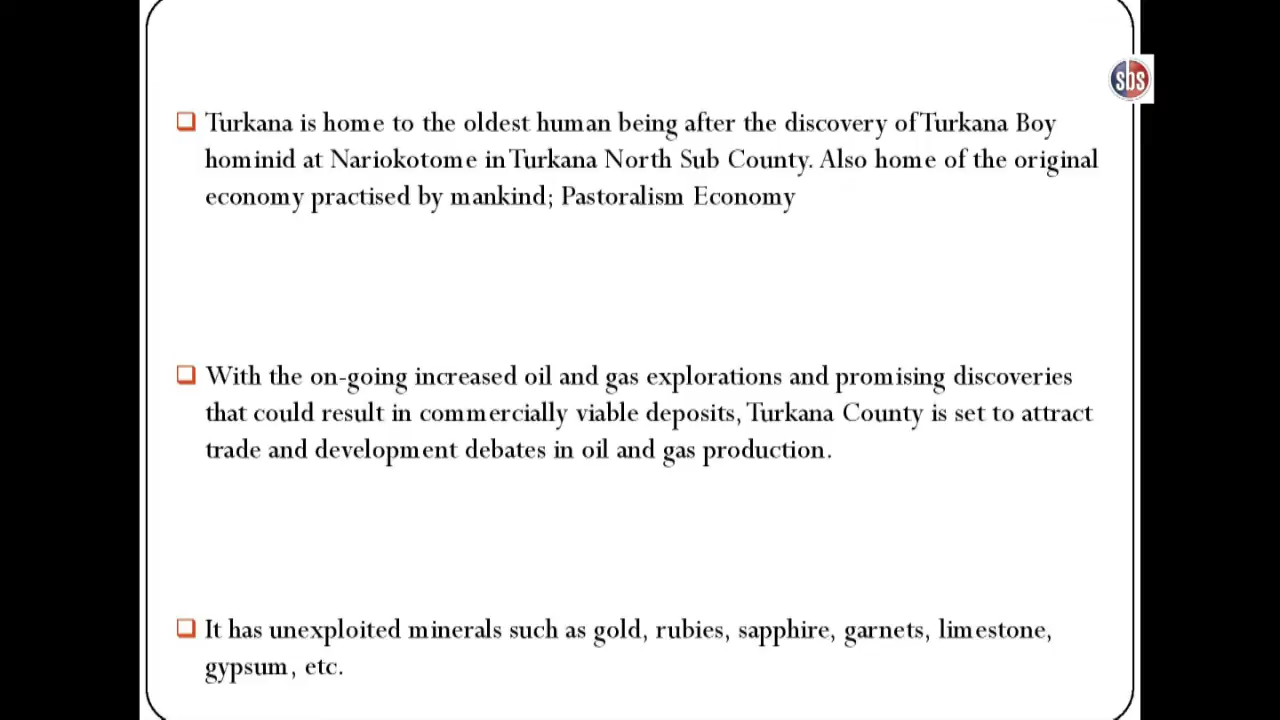 sbs
Turkana is home to the oldest human being after the discovery of Turkana Boy
hominid at Nariokotome in Turkana North Sub County. Also home of the original
economy practised by mankind; Pastoralism Economy
With the on-going increased oil and gas explorations and promising discoveries
that could result in commercially viable deposits, Turkana County is set to attract
trade and development debates in oil and gas production.
It has unexploited minerals such as gold, rubies, sapphire, garnets, limestone,
gypsum, etc.